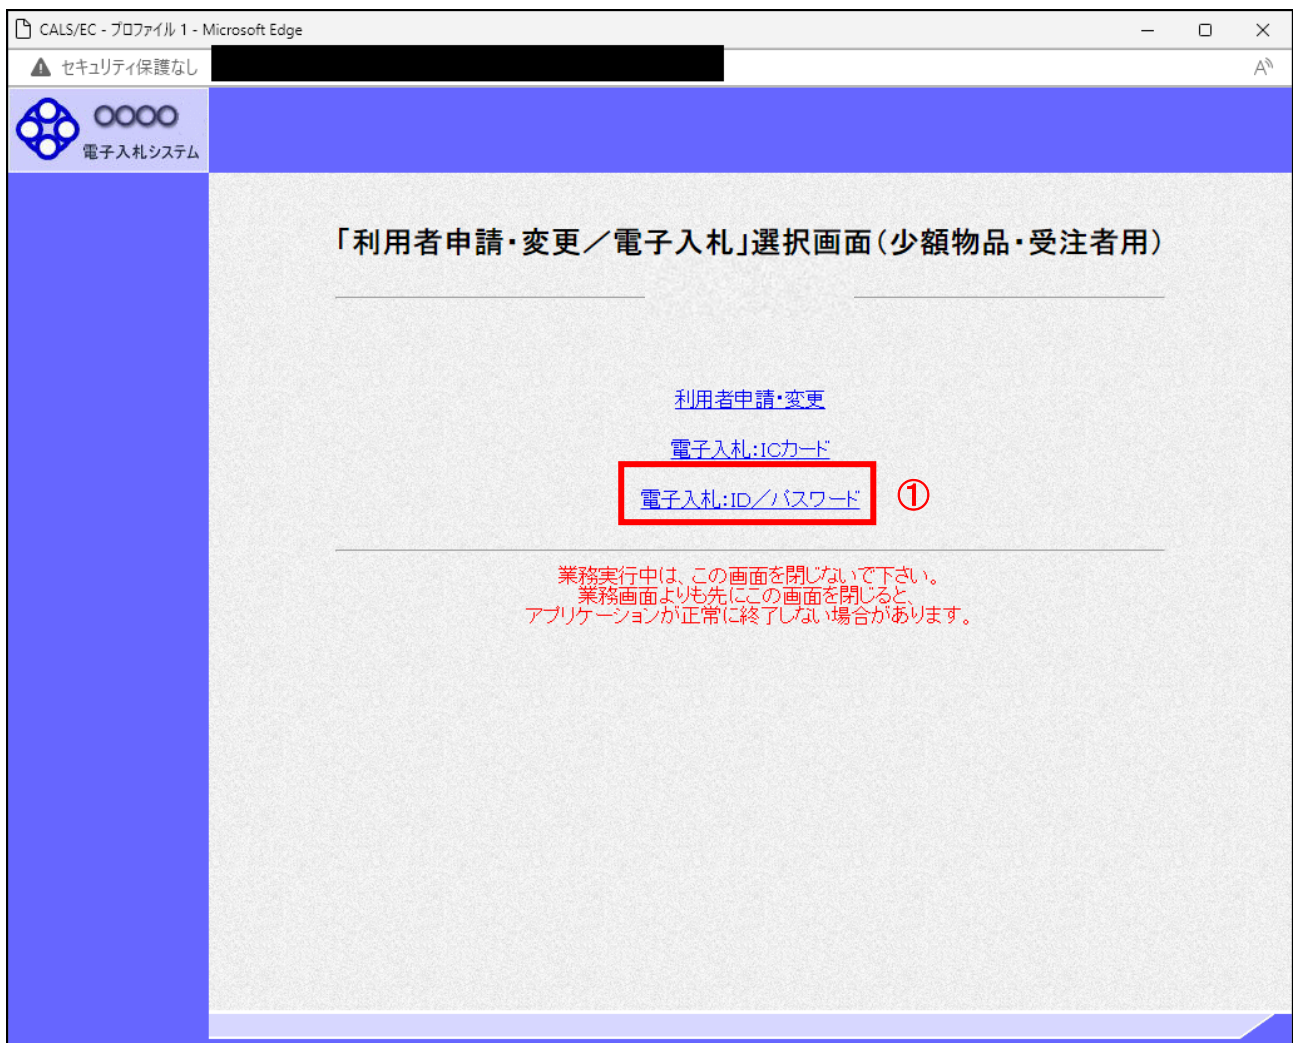 CALS/EC - プロファイル 1 - Microsoft Edge
セキュリティ保護なし
A
○○○○
電子入札システム
「利用者申請・変更／電子入札」選択画面（少額物品・受注者用）
利用者申請・変更
電子入札：ICカード
電子入札：ID／パスワード
①
業務実行中は、この画面を閉じないで下さい。
業務画面よりも先にこの画面を閉じると、
アプリケーションが正常に終了しない場合があります。